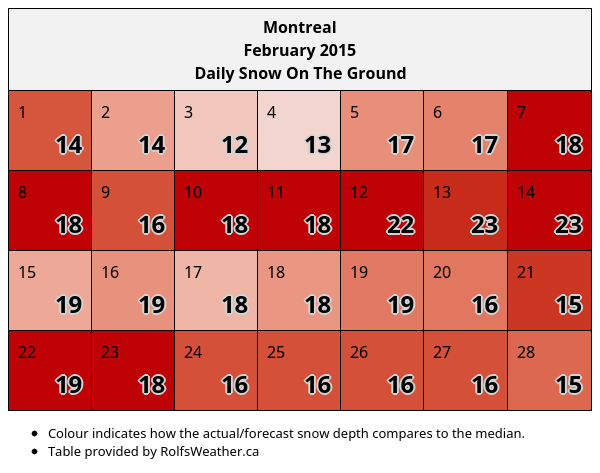 Montreal
February 2015
Daily Snow On The Ground
1 2 3 4 5 6 7
14 14 12 13 17 17 18
8 9 10 11 12 13 14
18 16 18 18 22 23 23
15 16 17 18 19 20 21
19 19 18 18 19 16 15
22 23 24 25 26 27 28
19 18 16 16 16 16 15
• Colour indicates how the actual/forecast snow depth compares to the median.
• Table provided by RolfsWeather.ca